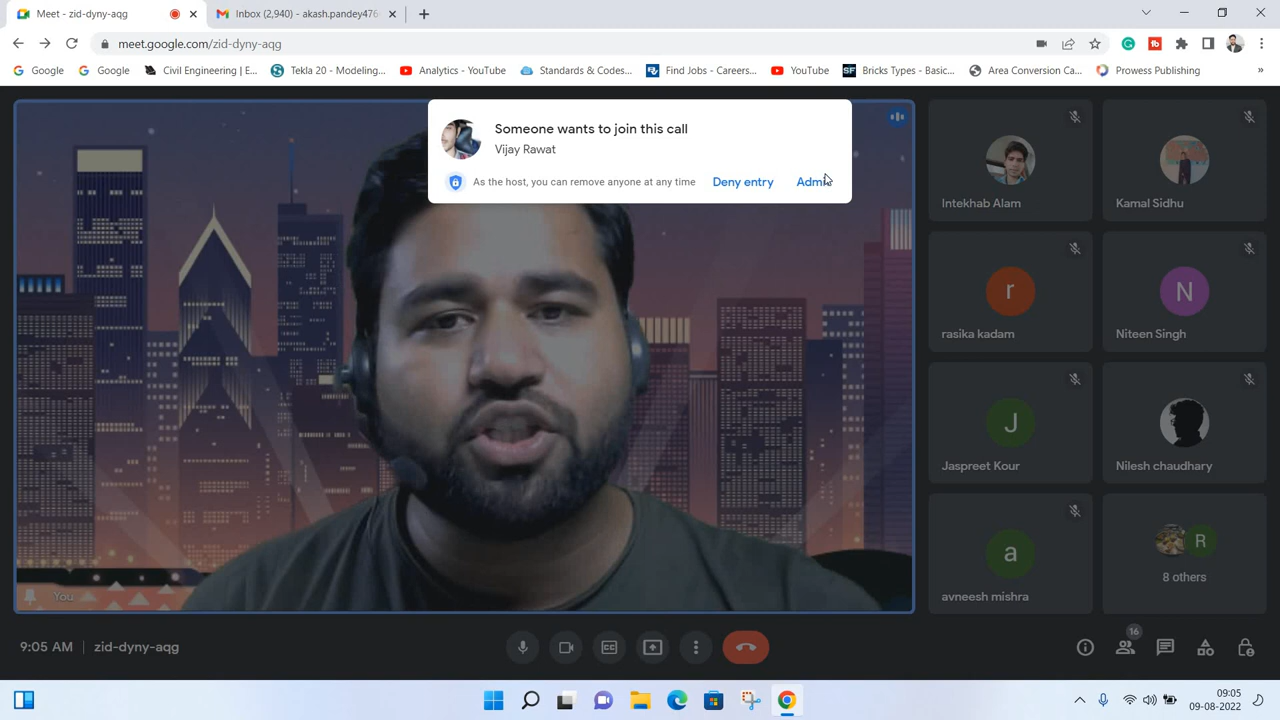 Meet - zid-dyny-aqg
Inbox (2,940) - akash.pandey476
meet.google.com/zid-dyny-aqg
Google
Google
Civil Engineering | E...
Tekla 20 - Modeling...
Analytics - YouTube
Standards & Codes...
Find Jobs - Careers...
YouTube
SF
Bricks Types - Basic...
Area Conversion Ca...
Prowess Publishing
»
Someone wants to join this call
Vijay Rawat
As the host, you can remove anyone at any time
Deny entry
Intekhab Alam
Kamal Sidhu
r
rasika kadam
N
Niteen Singh
J
Jaspreet Kour
Nilesh chaudhary
a
avneesh mishra
R
8 others
You
9:05 AM | zid-dyny-aqg
CC
16
09:05
09-08-2022